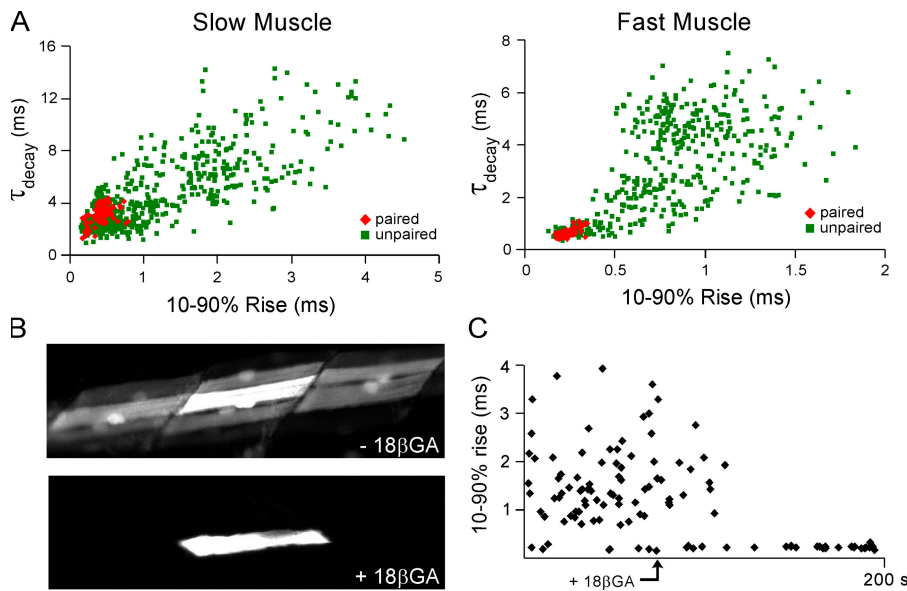 A
Slow Muscle
Fast Muscle
16
12
8
4
0
τdecay (ms)
paired
unpaired
0 1 2 3 4 5
10-90% Rise (ms)
8
6
4
2
0
τdecay (ms)
paired
unpaired
0 0.5 1 1.5 2
10-90% Rise (ms)
B
- 18βGA
+ 18βGA
C
4
3
2
1
10-90% rise (ms)
+ 18βGA
200 s